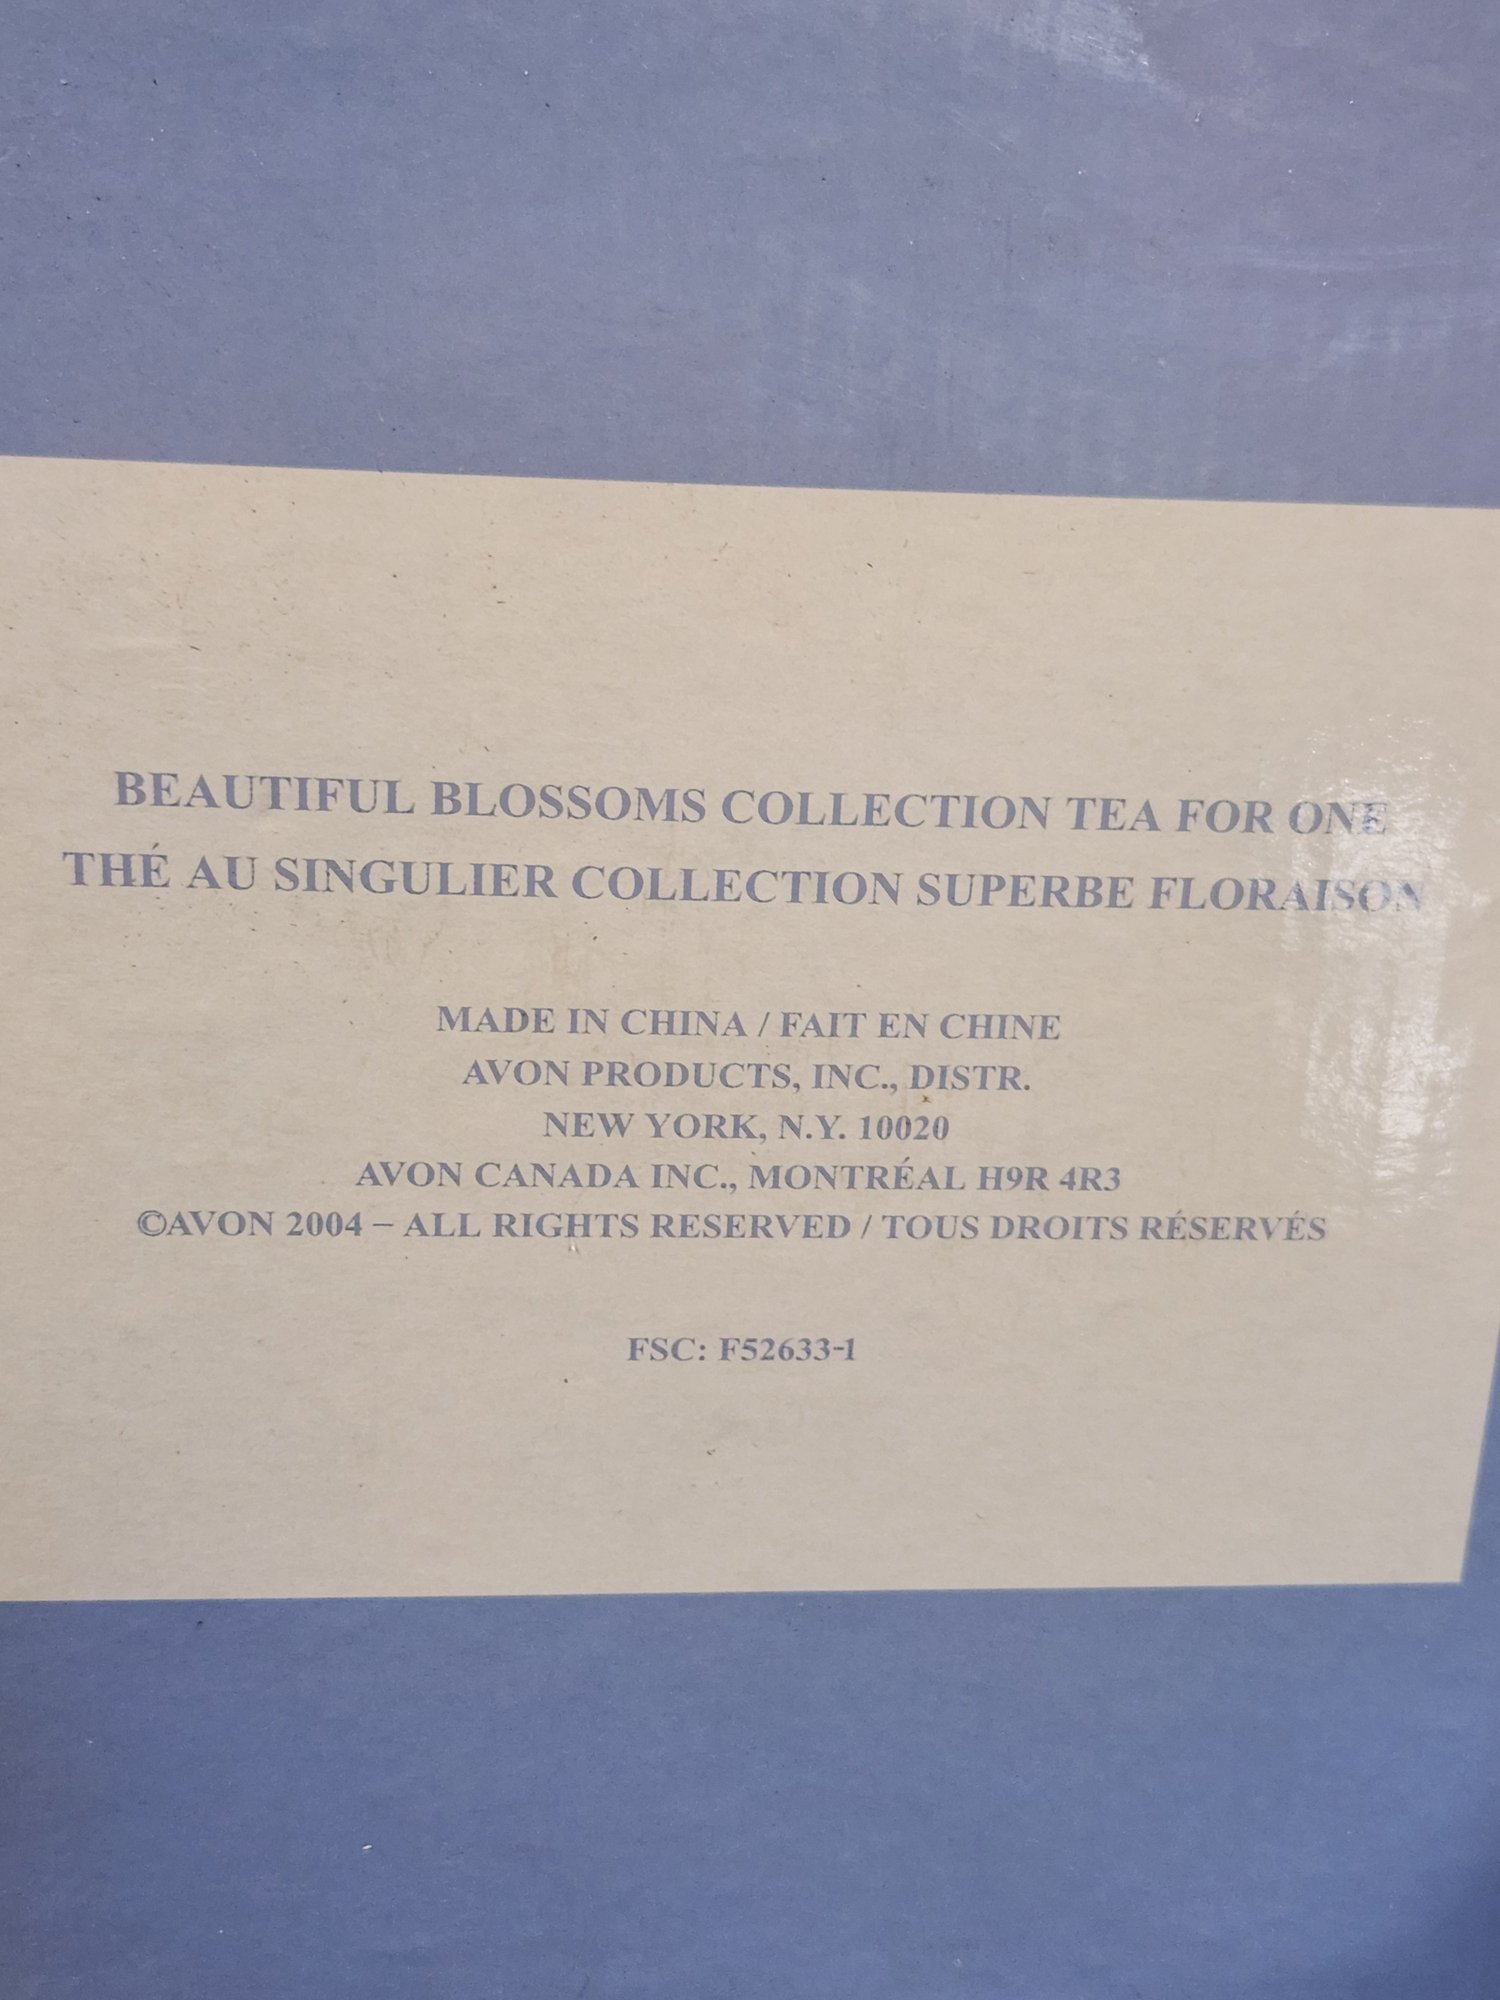 BEAUTIFUL BLOSSOMS COLLECTION TEA FOR ONE
THÉ AU SINGULIER COLLECTION SUPERBE FLORAISON
MADE IN CHINA / FAIT EN CHINE
AVON PRODUCTS, INC., DISTR.
NEW YORK, N.Y. 10020
AVON CANADA INC., MONTRÉAL H9R 4R3
©AVON 2004 – ALL RIGHTS RESERVED / TOUS DROITS RÉSERVÉS
FSC: F52633-1